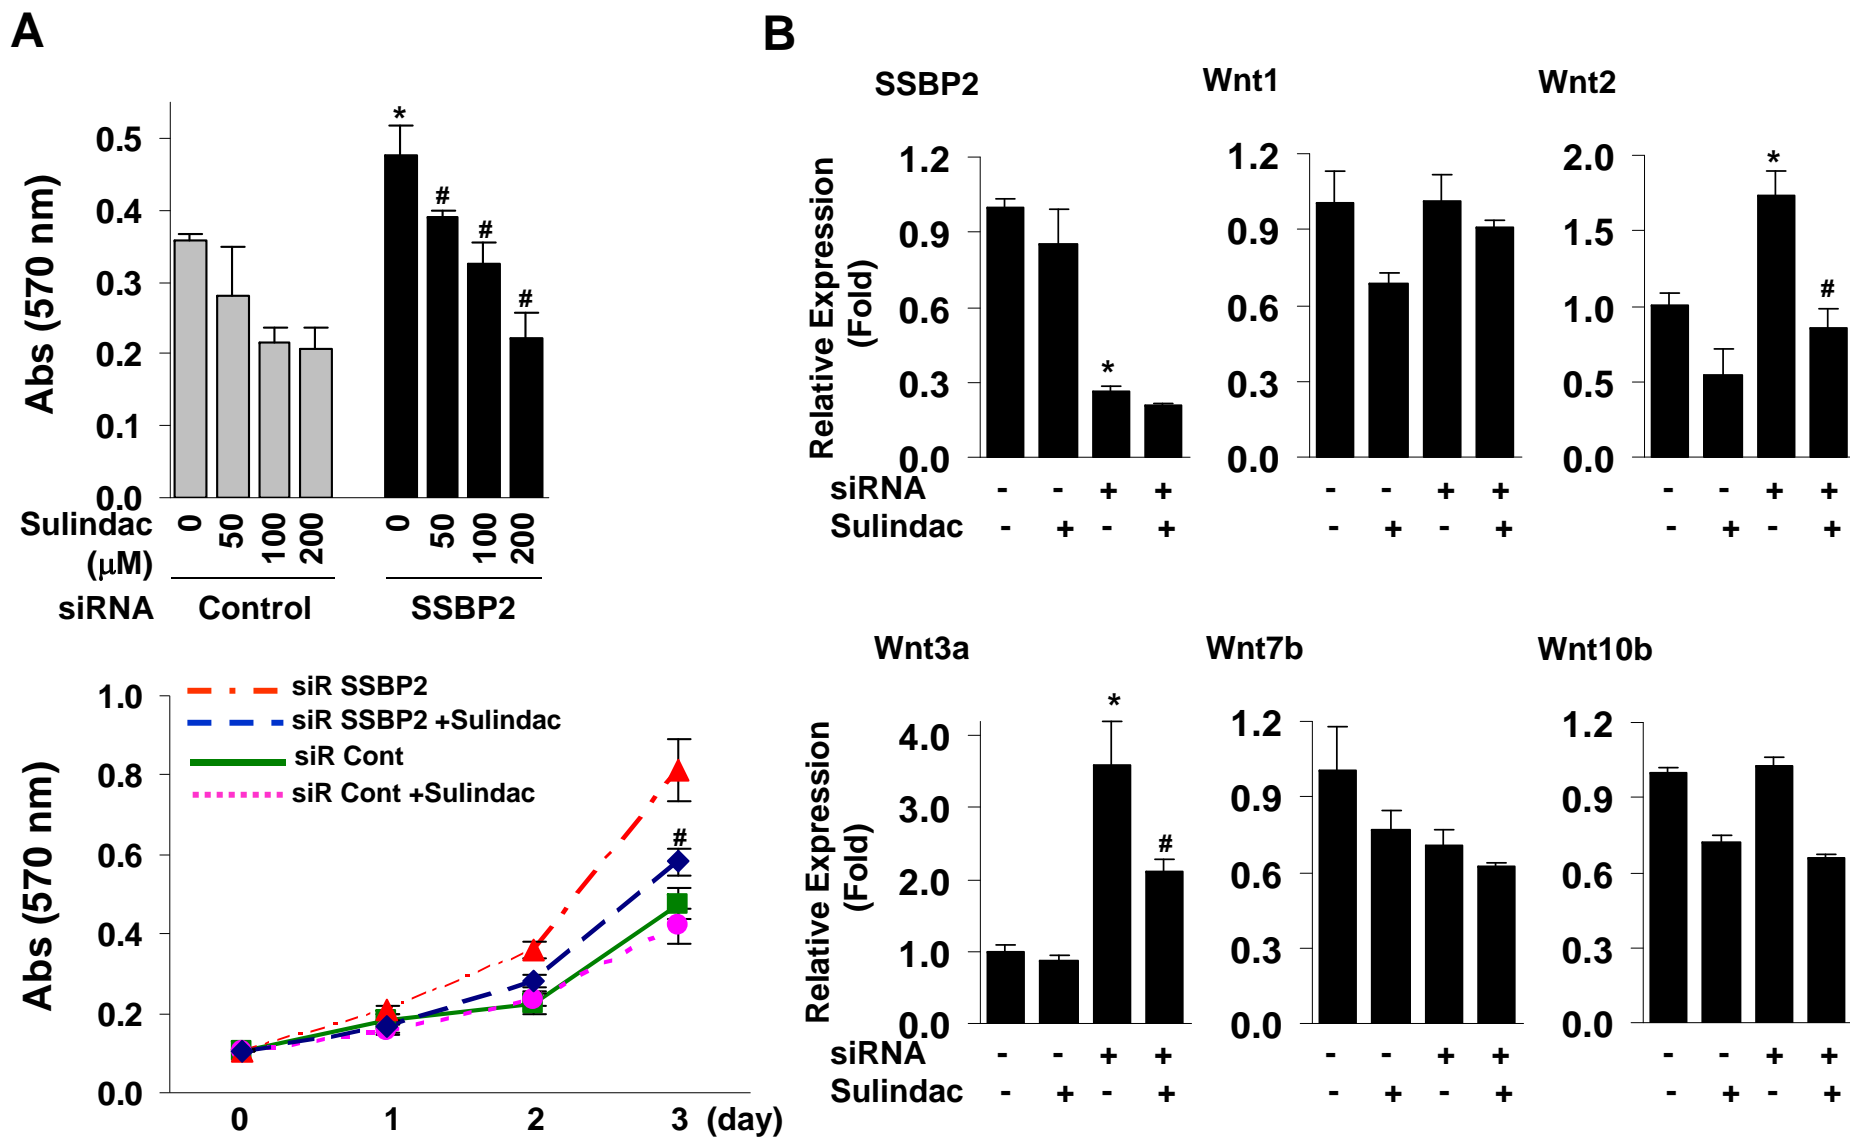 A
B
0.5
0.4
0.3
0.2
0.1
0.0
Abs (570 nm)
*
#
#
#
Sulindac
(μM)
0
50
100
200
0
50
100
200
siRNA
Control
SSBP2
1.0
0.8
0.6
0.4
0.2
0.0
Abs (570 nm)
siR SSBP2
siR SSBP2 +Sulindac
siR Cont
siR Cont +Sulindac
#
0 1 2 3 (day)
SSBP2
Relative Expression
(Fold)
1.2
0.9
0.6
0.3
0.0
*
siRNA - - + +
Sulindac - + - +
Wnt1
1.2
0.9
0.6
0.3
0.0
- - + +
- + - +
Wnt2
2.0
1.5
1.0
0.5
0.0
*
#
- - + +
- + - +
Wnt3a
Relative Expression
(Fold)
4.0
3.0
2.0
1.0
0.0
*
#
siRNA - - + +
Sulindac - + - +
Wnt7b
1.2
0.9
0.6
0.3
0.0
- - + +
- + - +
Wnt10b
1.2
0.9
0.6
0.3
0.0
- - + +
- + - +